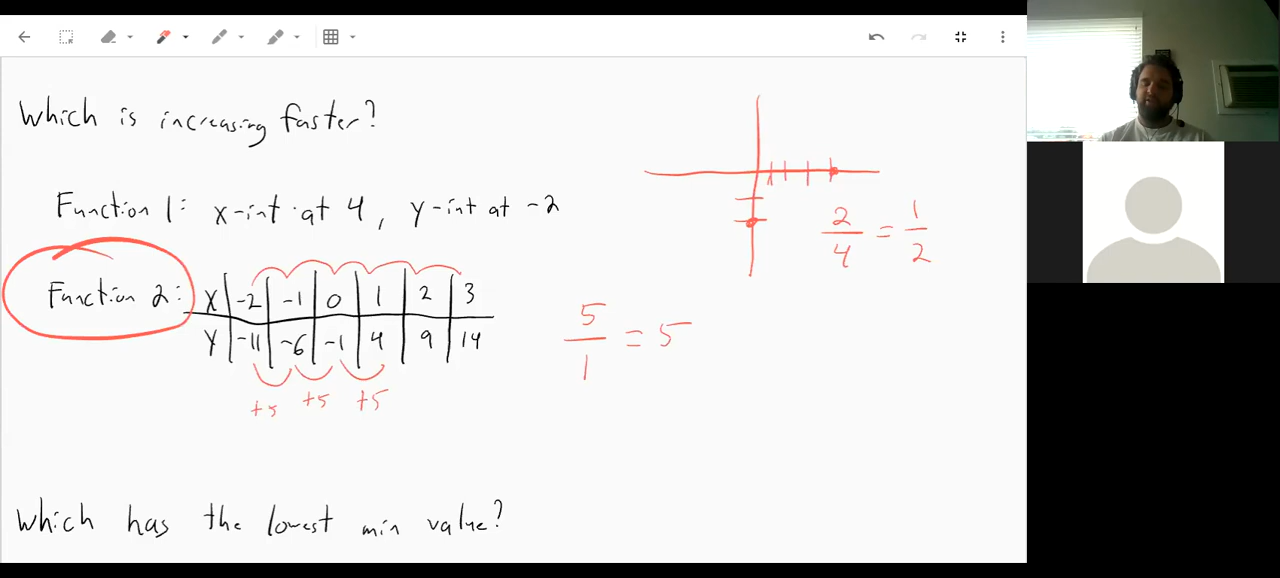 Which is increasing faster?
Function 1: x-int. at 4, y-int at -2
2/4 = 1/2
Function 2:
X | -2 | -1 | 0 | 1 | 2 | 3
Y | -11 | -6 | -1 | 4 | 9 | 14
5/1 = 5
+5 +5 +5
Which has the lowest min value?